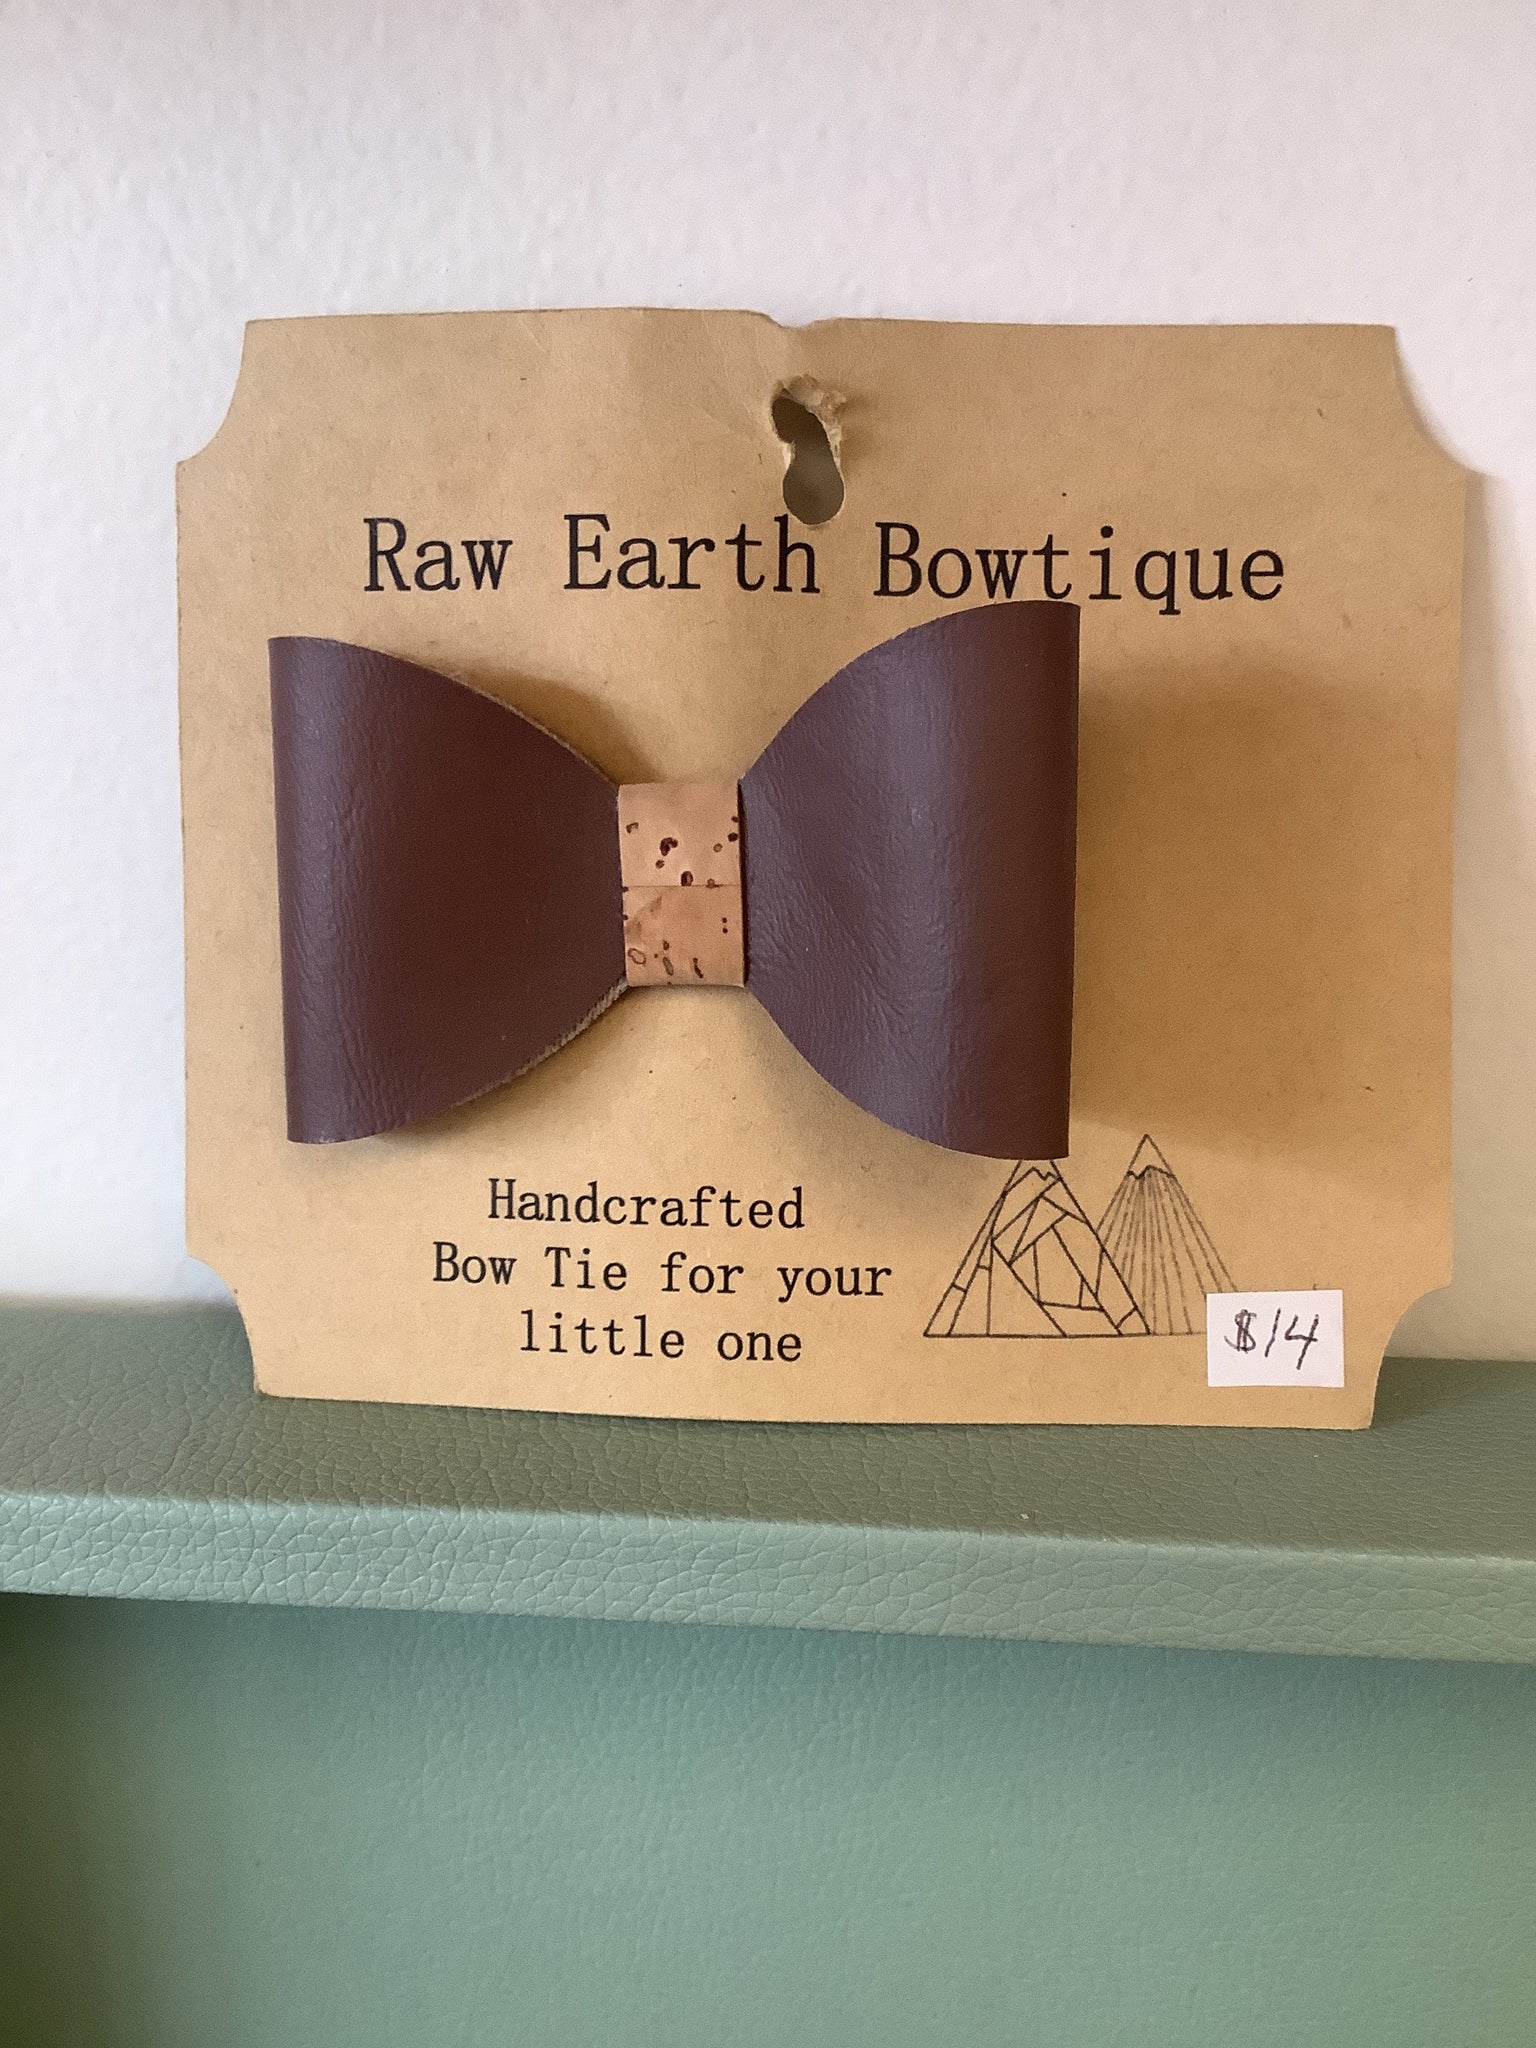 Raw Earth Bowtique
Handcrafted
Bow Tie for your
little one
$14